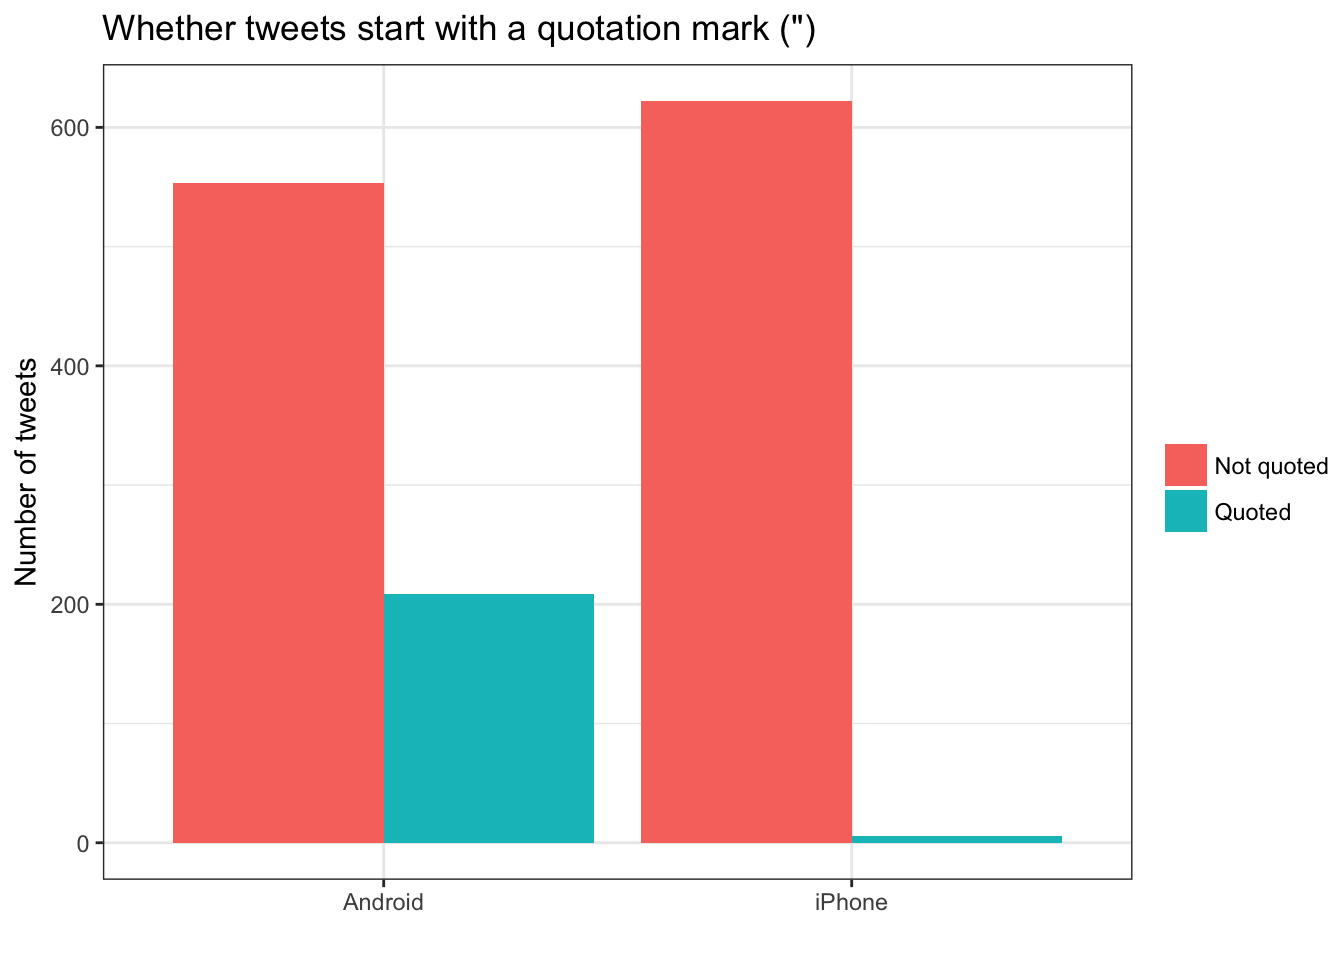 Whether tweets start with a quotation mark (")
Number of tweets
600
400
200
0
Android
iPhone
Not quoted
Quoted